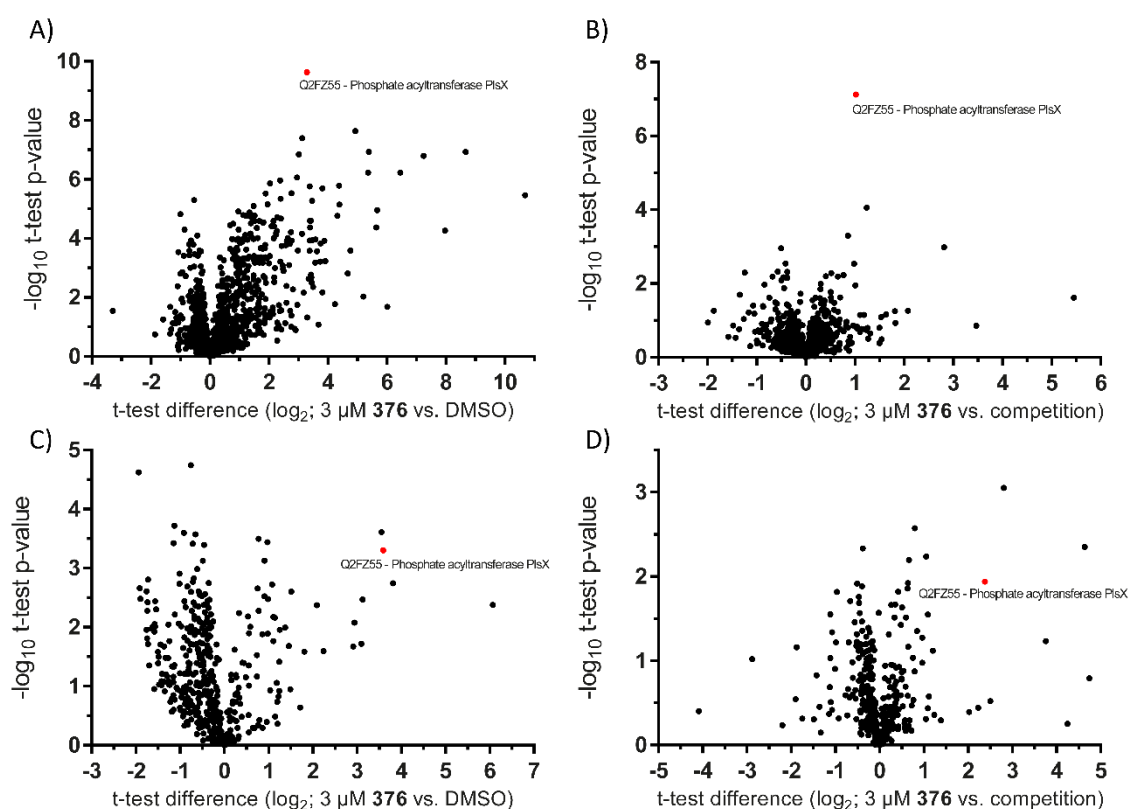 A)
10
8
6
4
2
0
-log10 t-test p-value
Q2FZ55 - Phosphate acyltransferase PlsX
-4 -2 0 2 4 6 8 10
t-test difference (log2; 3 µM 376 vs. DMSO)
B)
8
6
4
2
0
-log10 t-test p-value
Q2FZ55 - Phosphate acyltransferase PlsX
-3 -2 -1 0 1 2 3 4 5 6
t-test difference (log2; 3 µM 376 vs. competition)
C)
5
4
3
2
1
0
-log10 t-test p-value
Q2FZ55 - Phosphate acyltransferase PlsX
-3 -2 -1 0 1 2 3 4 5 6 7
t-test difference (log2; 3 µM 376 vs. DMSO)
D)
3
2
1
0
-log10 t-test p-value
Q2FZ55 - Phosphate acyltransferase PlsX
-5 -4 -3 -2 -1 0 1 2 3 4 5
t-test difference (log2; 3 µM 376 vs. competition)